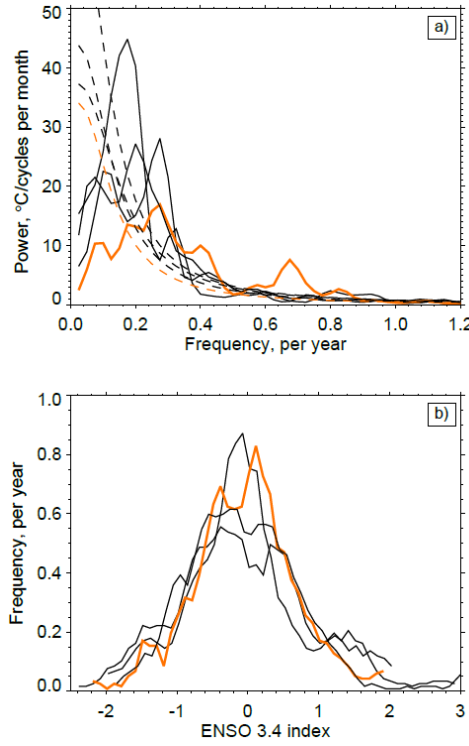 a)
Power, °C/cycles per month
50
40
30
20
10
0
0.0 0.2 0.4 0.6 0.8 1.0 1.2
Frequency, per year
b)
Frequency, per year
1.0
0.8
0.6
0.4
0.2
0.0
-2 -1 0 1 2 3
ENSO 3.4 index